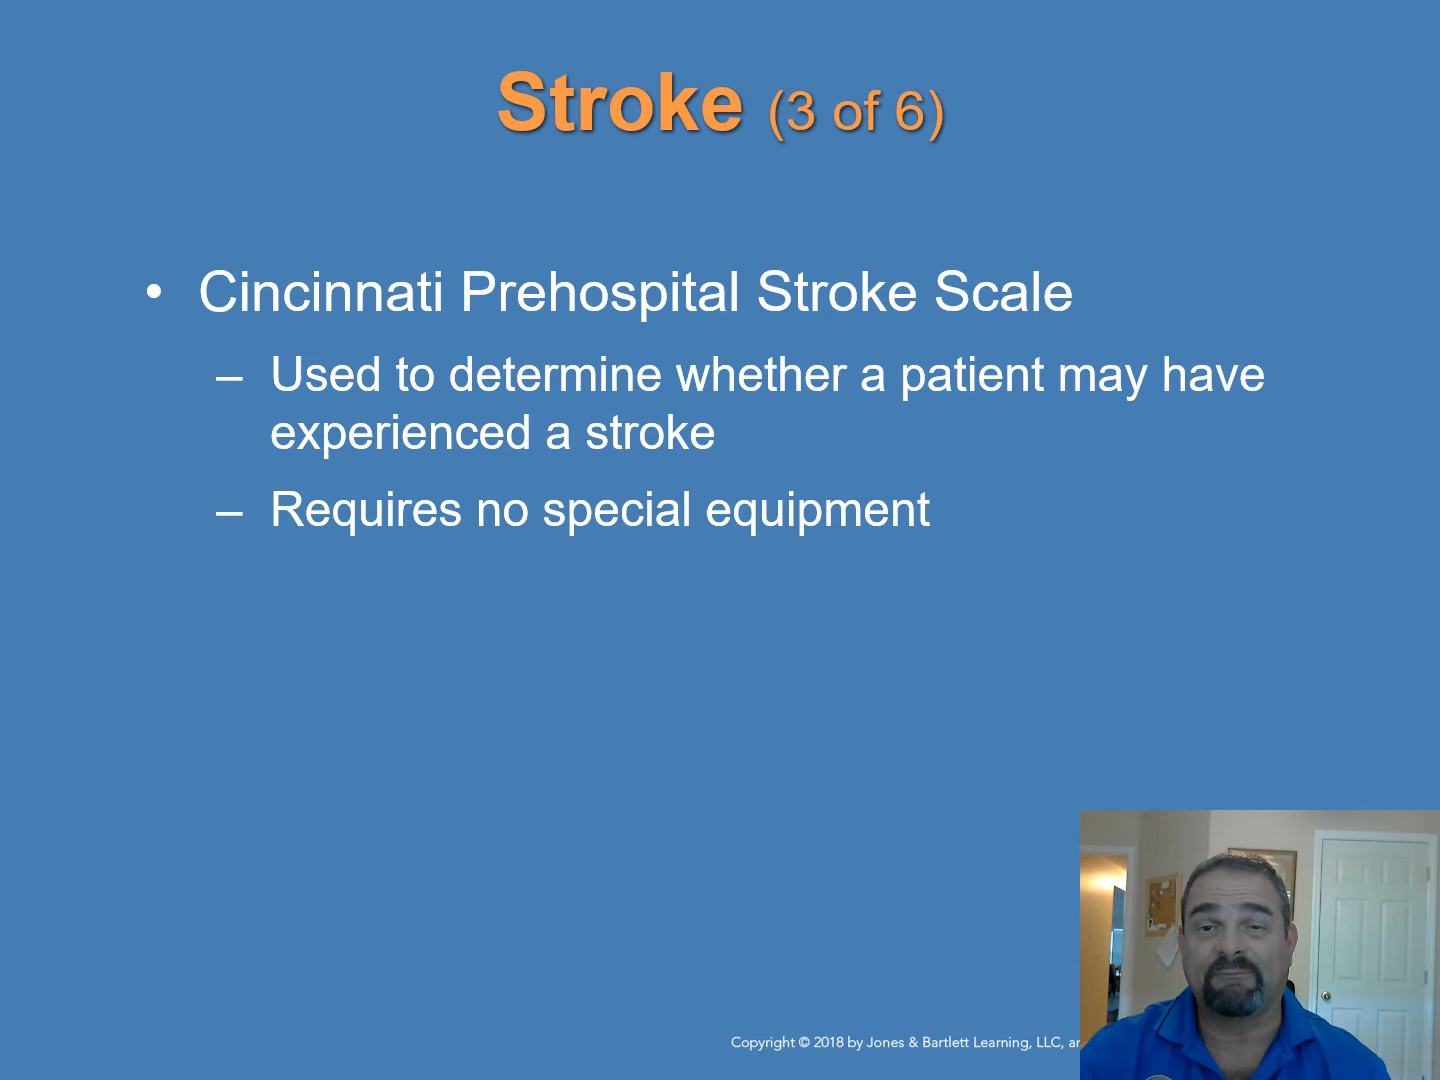 Stroke (3 of 6)
• Cincinnati Prehospital Stroke Scale
– Used to determine whether a patient may have
experienced a stroke
– Requires no special equipment
Copyright © 2018 by Jones & Bartlett Learning, LLC,